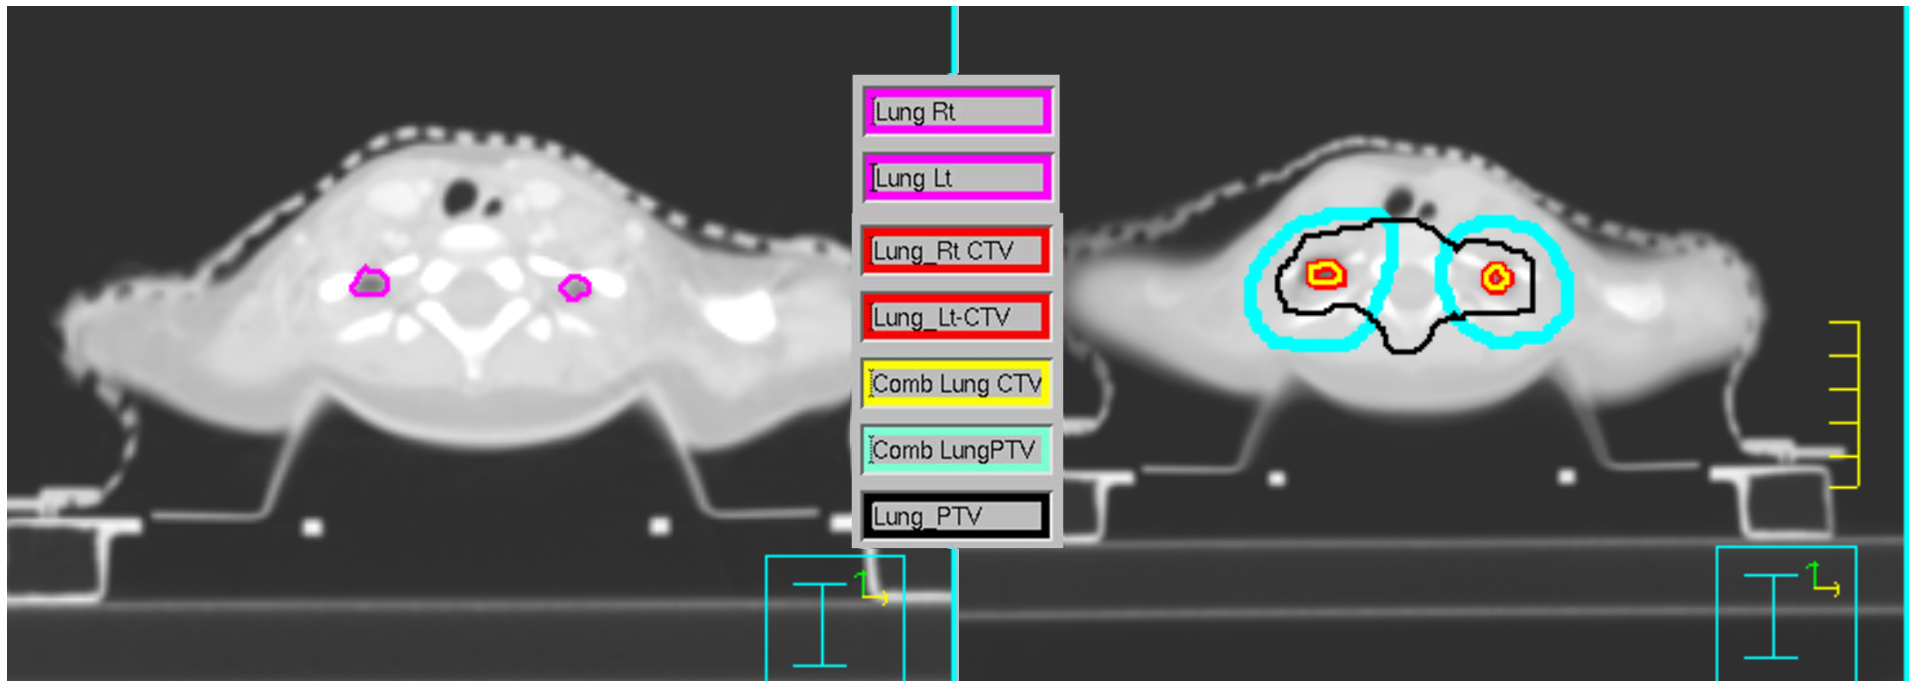 Lung Rt
Lung Lt
Lung_Rt CTV
Lung_Lt-CTV
Comb Lung CTV
Comb LungPTV
Lung_PTV